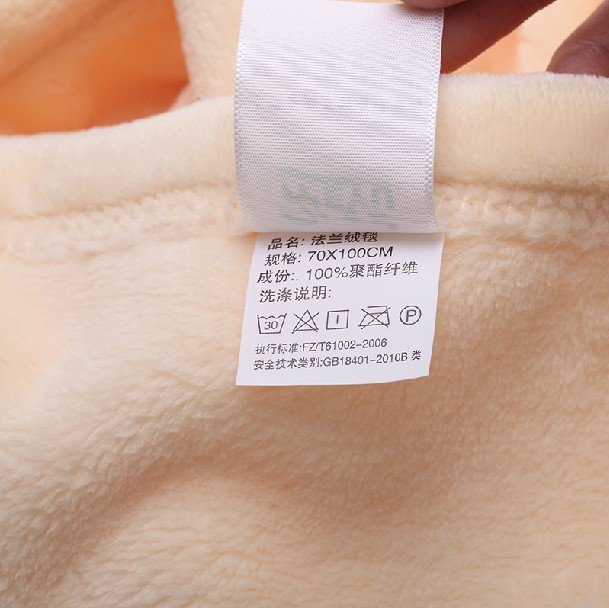 品名: 法兰绒毯
规格: 70X100CM
成份: 100%聚酯纤维
洗涤说明:
30 P
执行标准:FZ/T61002-2006
安全技术类别:GB18401-2010B 类